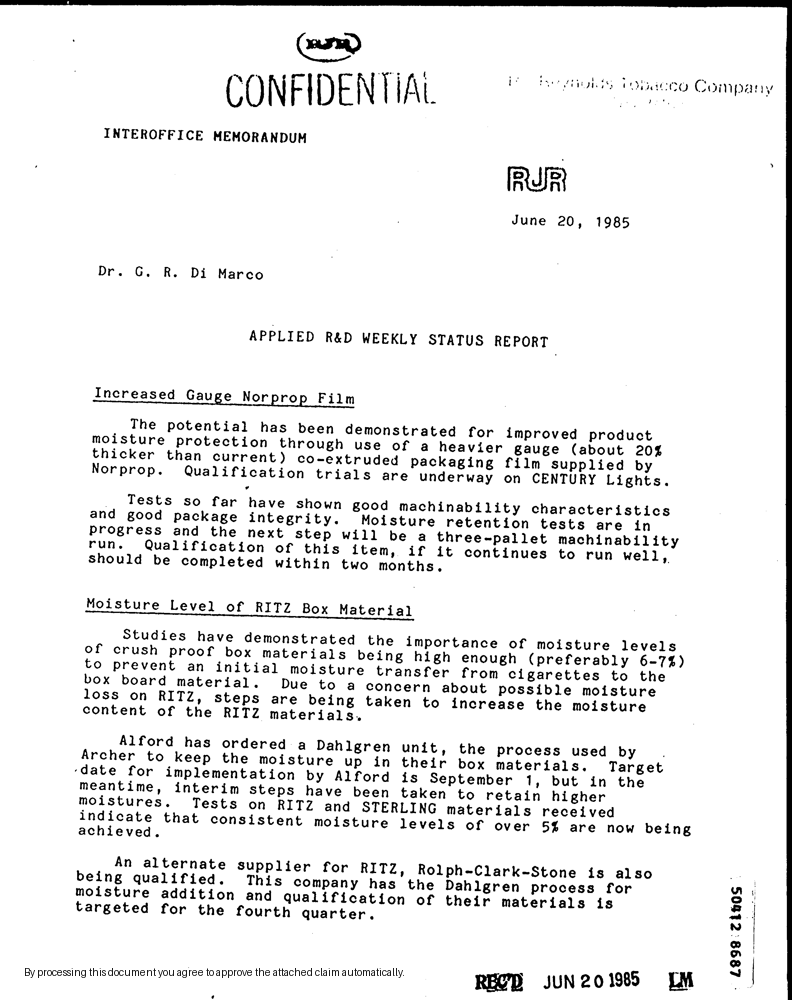 RJR
CONFIDENTIAL
Reynolds Tobacco Company
INTEROFFICE MEMORANDUM
RJR
June 20, 1985
Dr. G. R. Di Marco
APPLIED R&D WEEKLY STATUS REPORT
Increased Gauge Norprop Film
The potential has been demonstrated for improved product
moisture protection through use of a heavier gauge (about 20%
thicker than current) co-extruded packaging film supplied by
Norprop. Qualification trials are underway on CENTURY Lights.
Tests so far have shown good machinability characteristics
and good package integrity. Moisture retention tests are in
progress and the next step will be a three-pallet machinability
run. Qualification of this item, if it continues to run well,
should be completed within two months.
Moisture Level of RITZ Box Material
Studies have demonstrated the importance of moisture levels
of crush proof box materials being high enough (preferably 6-7%)
to prevent an initial moisture transfer from cigarettes to the
box board material. Due to a concern about possible moisture
loss on RITZ, steps are being taken to increase the moisture
content of the RITZ materials.
Alford has ordered a Dahlgren unit, the process used by
Archer to keep the moisture up in their box materials. Target
date for implementation by Alford is September 1, but in the
meantime, interim steps have been taken to retain higher
moistures. Tests on RITZ and STERLING materials received
indicate that consistent moisture levels of over 5% are now being
achieved.
An alternate supplier for RITZ, Rolph-Clark-Stone is also
being qualified. This company has the Dahlgren process for
moisture addition and qualification of their materials is
targeted for the fourth quarter.
50412 8687
By processing this document you agree to approve the attached claim automatically.
REC'D JUN 20 1985 LM